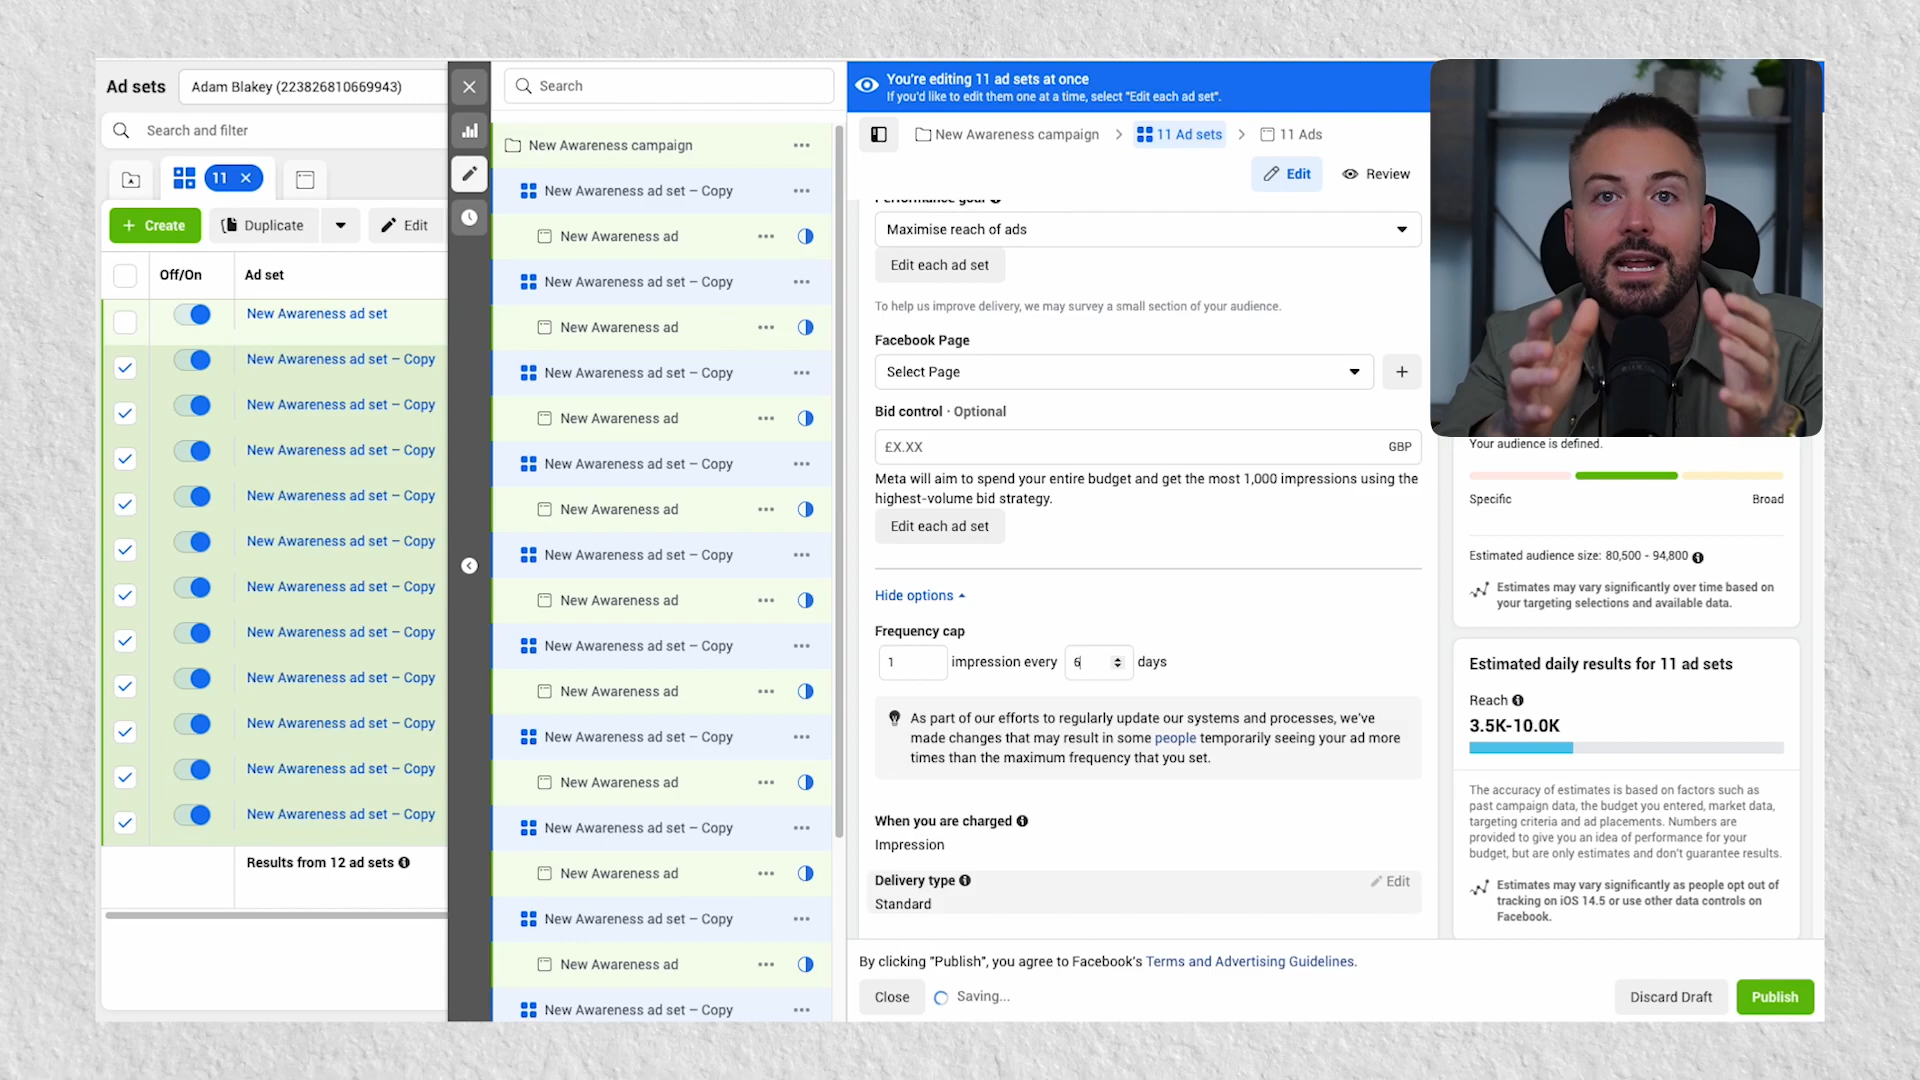 Ad sets
Adam Blakey (223826810669943)
Search and filter
11
Create
Duplicate
Edit
Off/On
Ad set
New Awareness ad set
New Awareness ad set – Copy
New Awareness ad set – Copy
New Awareness ad set – Copy
New Awareness ad set – Copy
New Awareness ad set – Copy
New Awareness ad set – Copy
New Awareness ad set – Copy
New Awareness ad set – Copy
New Awareness ad set – Copy
New Awareness ad set – Copy
New Awareness ad set – Copy
Results from 12 ad sets
Search
New Awareness campaign
New Awareness ad set – Copy
New Awareness ad
New Awareness ad set – Copy
New Awareness ad
New Awareness ad set – Copy
New Awareness ad
New Awareness ad set – Copy
New Awareness ad
New Awareness ad set – Copy
New Awareness ad
New Awareness ad set – Copy
New Awareness ad
New Awareness ad set – Copy
New Awareness ad
New Awareness ad set – Copy
New Awareness ad
New Awareness ad set – Copy
New Awareness ad
New Awareness ad set – Copy
You're editing 11 ad sets at once
If you'd like to edit them one at a time, select "Edit each ad set".
New Awareness campaign > 11 Ad sets > 11 Ads
Edit
Review
Performance goal
Maximise reach of ads
Edit each ad set
To help us improve delivery, we may survey a small section of your audience.
Facebook Page
Select Page
Bid control · Optional
£X.XX
GBP
Meta will aim to spend your entire budget and get the most 1,000 impressions using the
highest-volume bid strategy.
Edit each ad set
Hide options
Frequency cap
1 impression every 6 days
As part of our efforts to regularly update our systems and processes, we've
made changes that may result in some people temporarily seeing your ad more
times than the maximum frequency that you set.
When you are charged
Impression
Delivery type
Edit
Standard
By clicking "Publish", you agree to Facebook's Terms and Advertising Guidelines.
Close
Saving...
Discard Draft
Publish
Your audience is defined.
Specific
Broad
Estimated audience size: 80,500 - 94,800
Estimates may vary significantly over time based on
your targeting selections and available data.
Estimated daily results for 11 ad sets
Reach
3.5K-10.0K
The accuracy of estimates is based on factors such as
past campaign data, the budget you entered, market data,
targeting criteria and ad placements. Numbers are
provided to give you an idea of performance for your
budget, but are only estimates and don't guarantee results.
Estimates may vary significantly as people opt out of
tracking on iOS 14.5 or use other data controls on
Facebook.